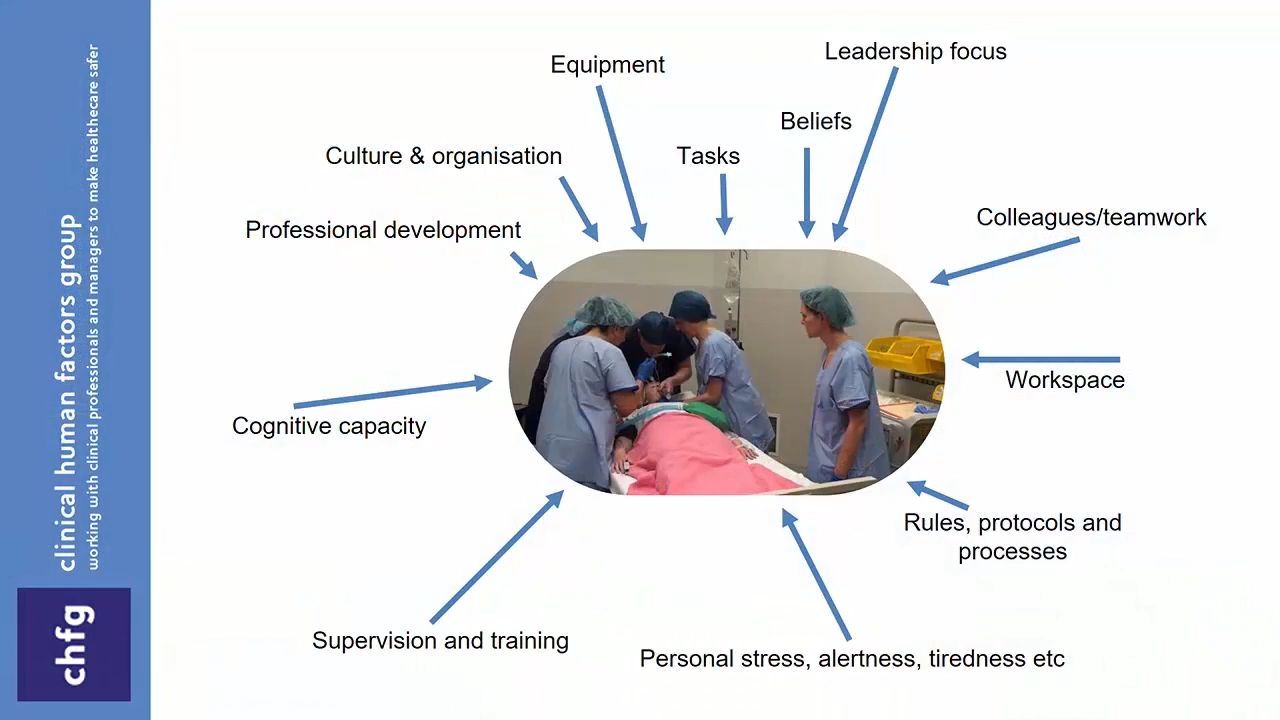 Leadership focus
Equipment
Beliefs
Culture & organisation
Tasks
Colleagues/teamwork
Professional development
Workspace
Cognitive capacity
Rules, protocols and
processes
Supervision and training
Personal stress, alertness, tiredness etc
clinical human factors group
working with clinical professionals and managers to make healthecare safer
chfg